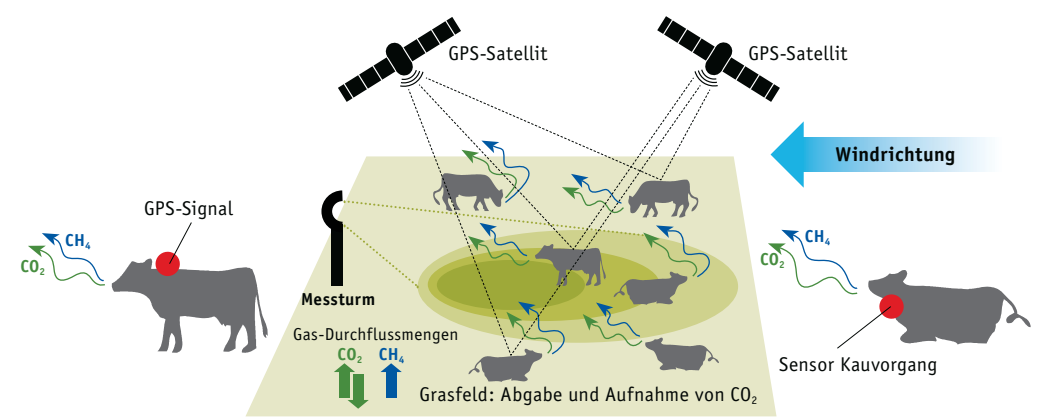 GPS-Satellit
GPS-Satellit
Windrichtung
GPS-Signal
CH₄
CO₂
CH₄
CO₂
Messturm
Gas-Durchflussmengen
CO₂ CH₄
Sensor Kauvorgang
Grasfeld: Abgabe und Aufnahme von CO₂